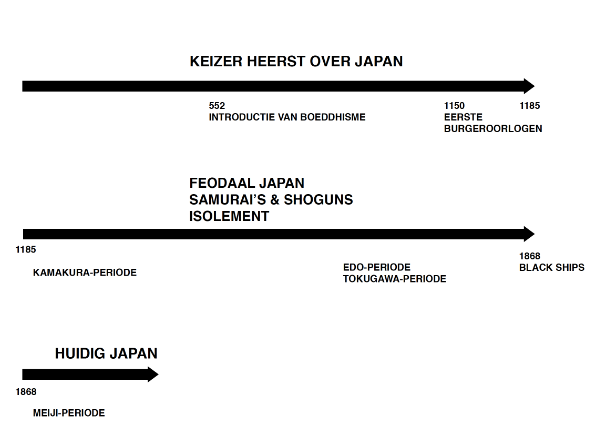 KEIZER HEERST OVER JAPAN
552
INTRODUCTIE VAN BOEDDHISME
1150
EERSTE
BURGEROORLOGEN
1185
FEODAAL JAPAN
SAMURAI'S & SHOGUNS
ISOLEMENT
1185
KAMAKURA-PERIODE
EDO-PERIODE
TOKUGAWA-PERIODE
1868
BLACK SHIPS
HUIDIG JAPAN
1868
MEIJI-PERIODE